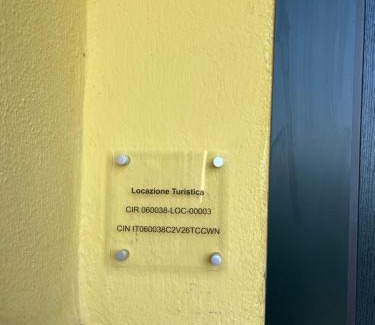 Locazione Turistica
CIR 060038-LOC-00003
CIN IT060038C2V26TCCWN